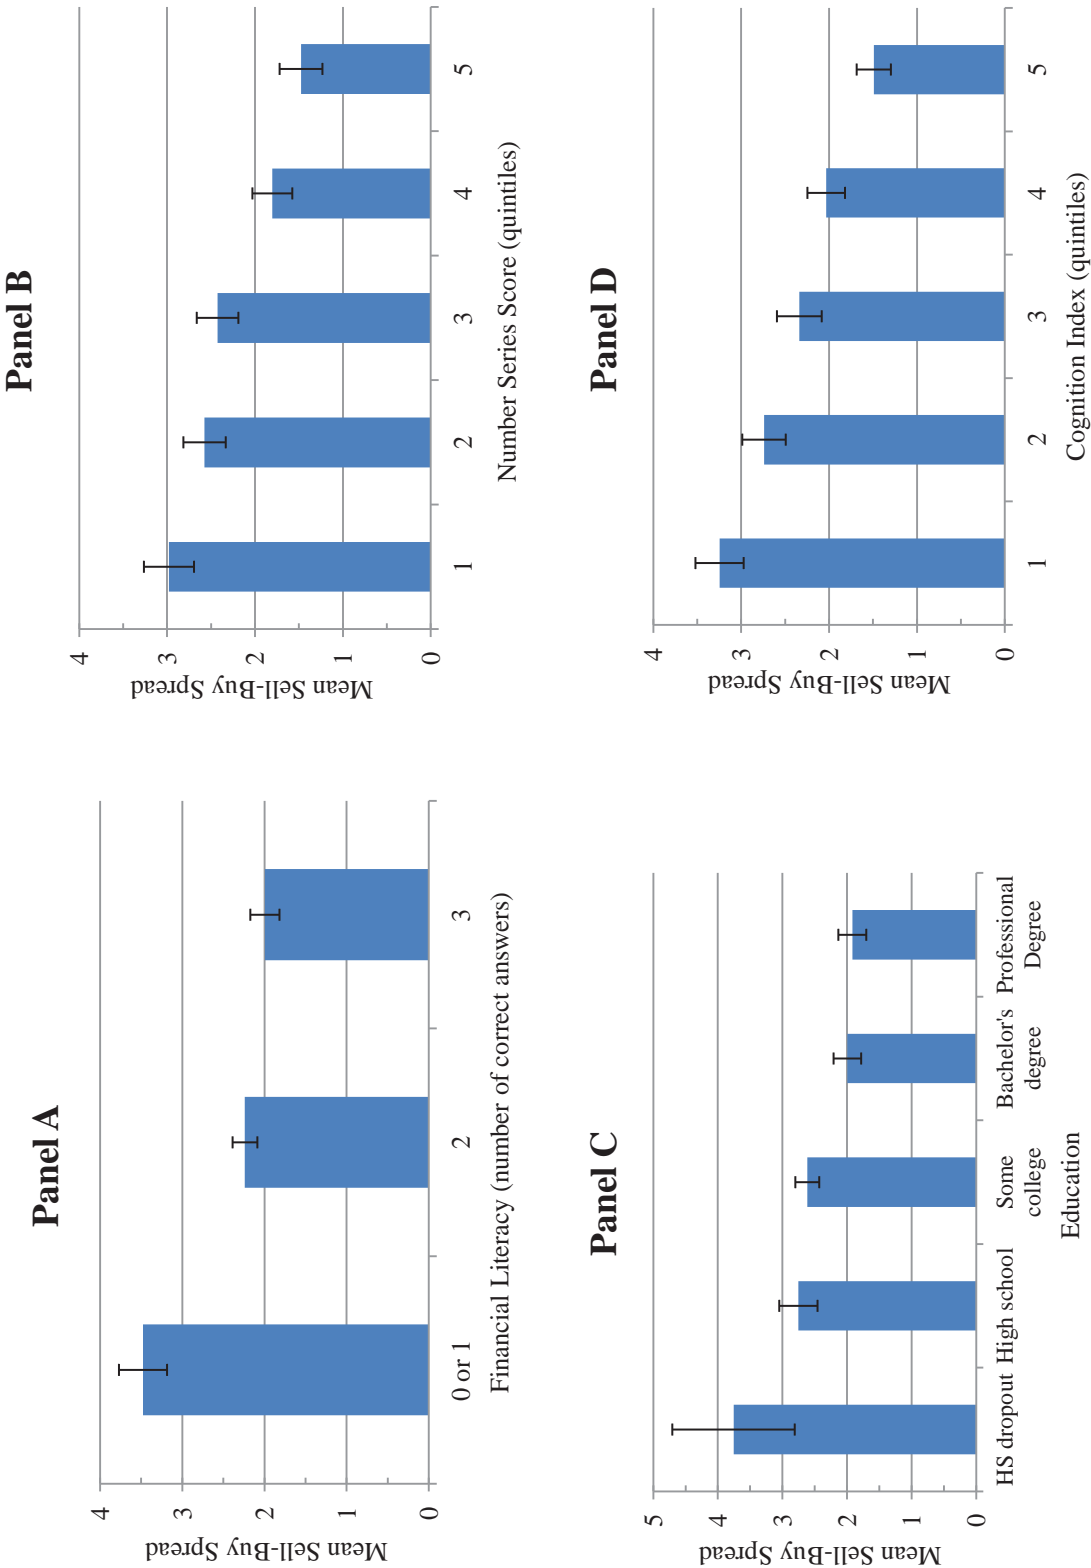 Panel A
Mean Sell-Buy Spread
4
3
2
1
0
0 or 1
2
3
Financial Literacy (number of correct answers)
Panel B
Mean Sell-Buy Spread
4
3
2
1
0
1
2
3
4
5
Number Series Score (quintiles)
Panel C
Mean Sell-Buy Spread
5
4
3
2
1
0
HS dropout
High school
Some
college
Bachelor's
degree
Professional
Degree
Education
Panel D
Mean Sell-Buy Spread
4
3
2
1
0
1
2
3
4
5
Cognition Index (quintiles)